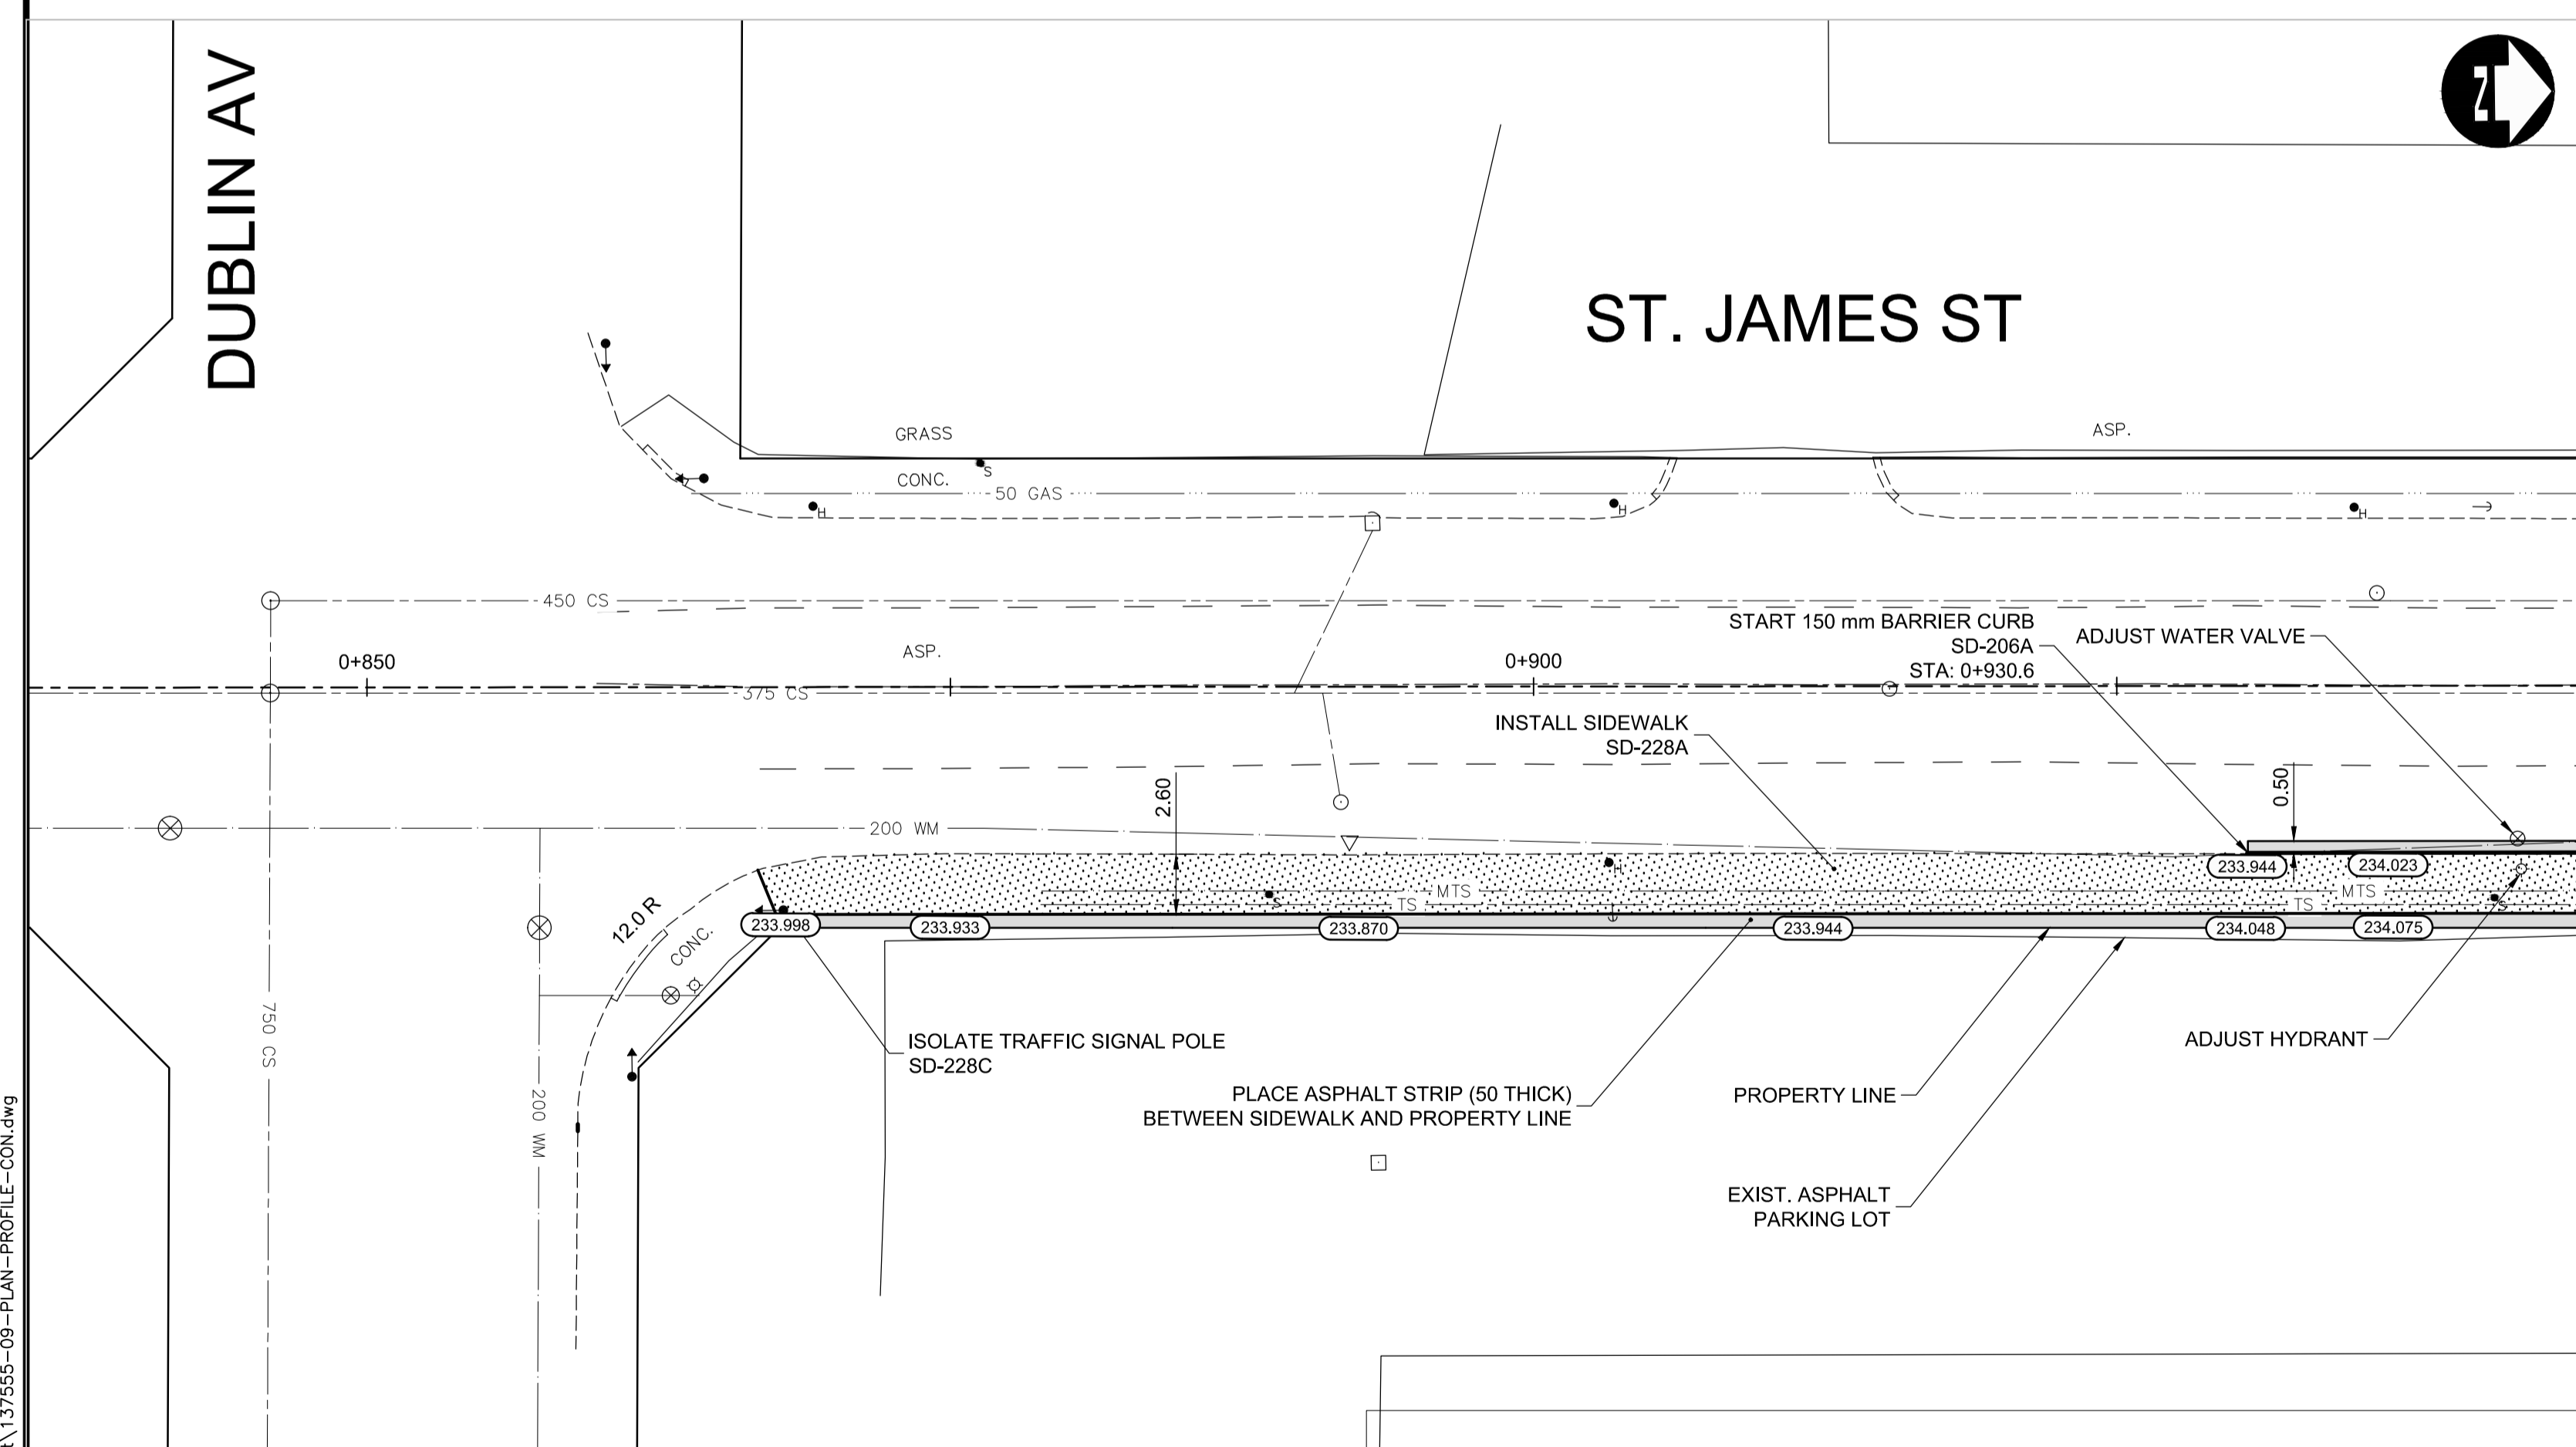 DUBLIN AV
N
ST. JAMES ST
GRASS
ASP.
S
CONC.
50 GAS
H
H
H
450 CS
START 150 mm BARRIER CURB
SD-206A
STA: 0+930.6
ADJUST WATER VALVE
ASP.
0+850
0+900
375 CS
INSTALL SIDEWALK
SD-228A
2.60
0.50
200 WM
H
233.944
234.023
MTS
MTS
S
TS
TS
S
12.0 R
CONC.
233.998
233.933
233.870
233.944
234.048
234.075
750 CS
200 WM
ISOLATE TRAFFIC SIGNAL POLE
SD-228C
ADJUST HYDRANT
PLACE ASPHALT STRIP (50 THICK)
BETWEEN SIDEWALK AND PROPERTY LINE
PROPERTY LINE
EXIST. ASPHALT
PARKING LOT
t\137555-09-PLAN-PROFILE-CON.dwg